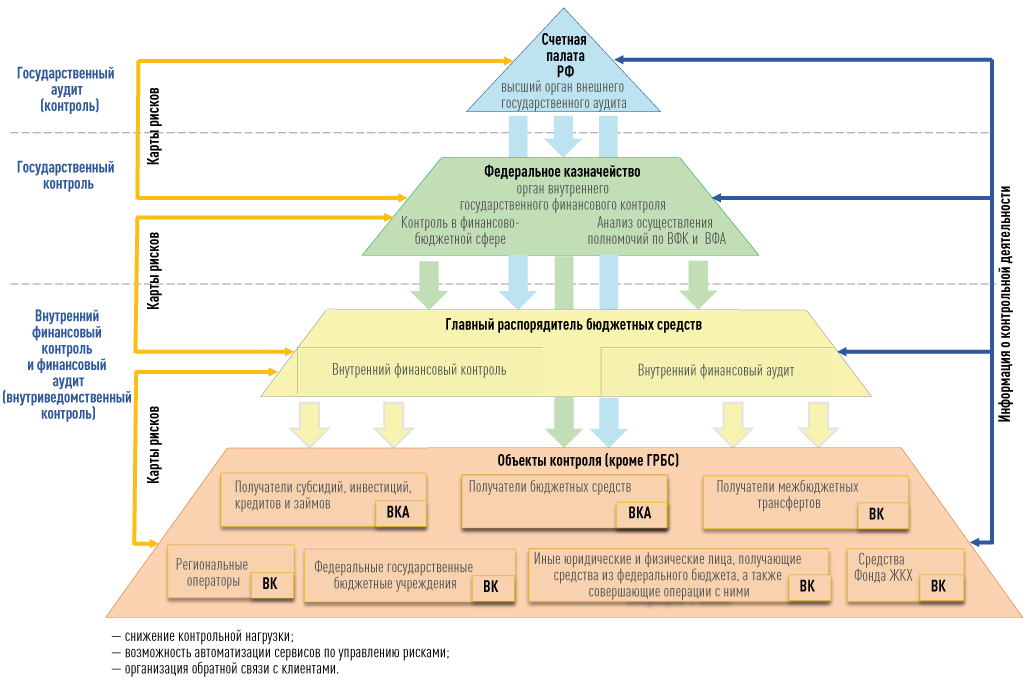 Счетная
палата
РФ
высший орган внешнего
государственного аудита
Государственный
аудит
(контроль)
Карты рисков
Государственный
контроль
Федеральное казначейство
орган внутреннего
государственного финансового контроля
Контроль в финансово-
бюджетной сфере
Анализ осуществления
полномочий по ВФК и ВФА
Карты рисков
Информация о контрольной деятельности
Внутренний
финансовый
контроль
и финансовый
аудит
(внутриведомственный
контроль)
Главный распорядитель бюджетных средств
Внутренний финансовый контроль
Внутренний финансовый аудит
Карты рисков
Объекты контроля (кроме ГРБС)
Получатели субсидий, инвестиций,
кредитов и займов
ВКА
Получатели бюджетных средств
ВКА
Получатели межбюджетных
трансфертов
ВК
Региональные
операторы
ВК
Федеральные государственные
бюджетные учреждения
ВК
Иные юридические и физические лица, получающие
средства из федерального бюджета, а также
совершающие операции с ними
ВК
Средства
Фонда ЖКХ
ВК
— снижение контрольной нагрузки;
— возможность автоматизации сервисов по управлению рисками;
— организация обратной связи с клиентами.